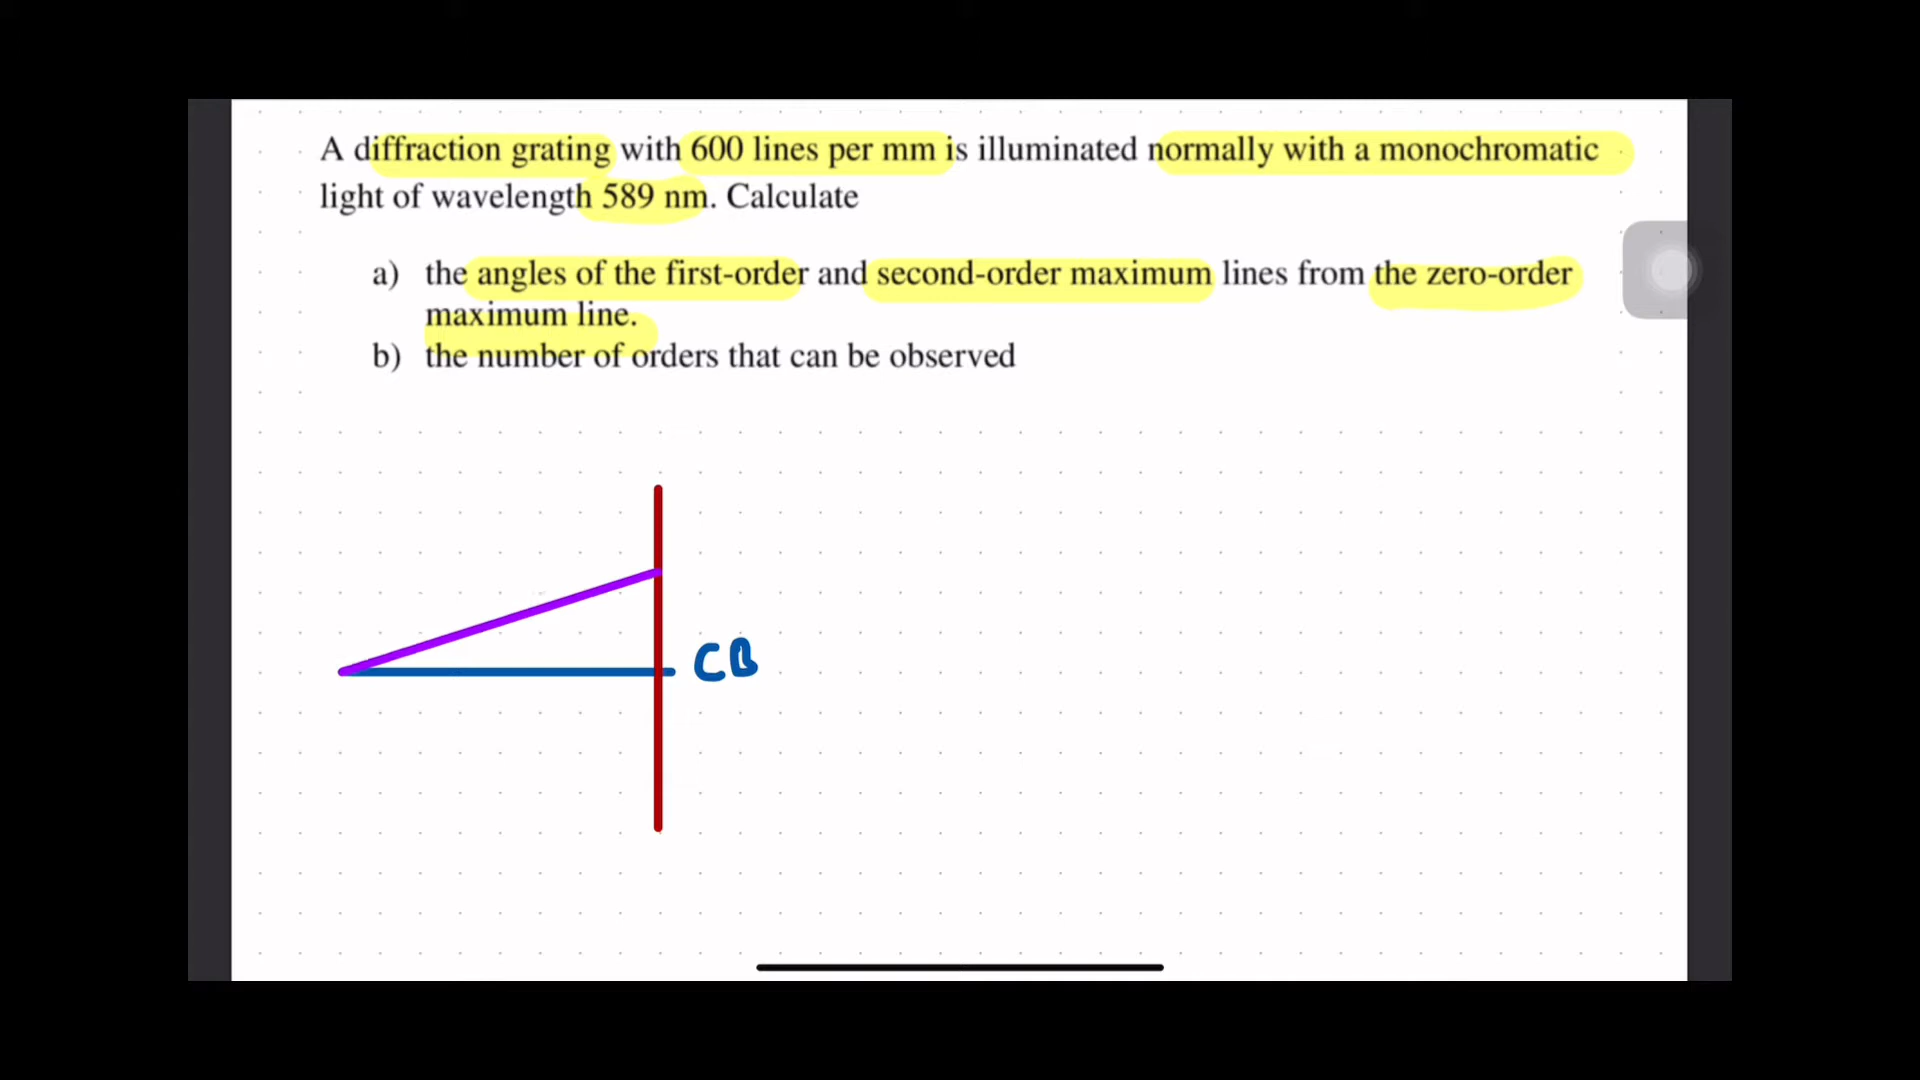 A diffraction grating with 600 lines per mm is illuminated normally with a monochromatic
light of wavelength 589 nm. Calculate
a) the angles of the first-order and second-order maximum lines from the zero-order
maximum line.
b) the number of orders that can be observed
CB